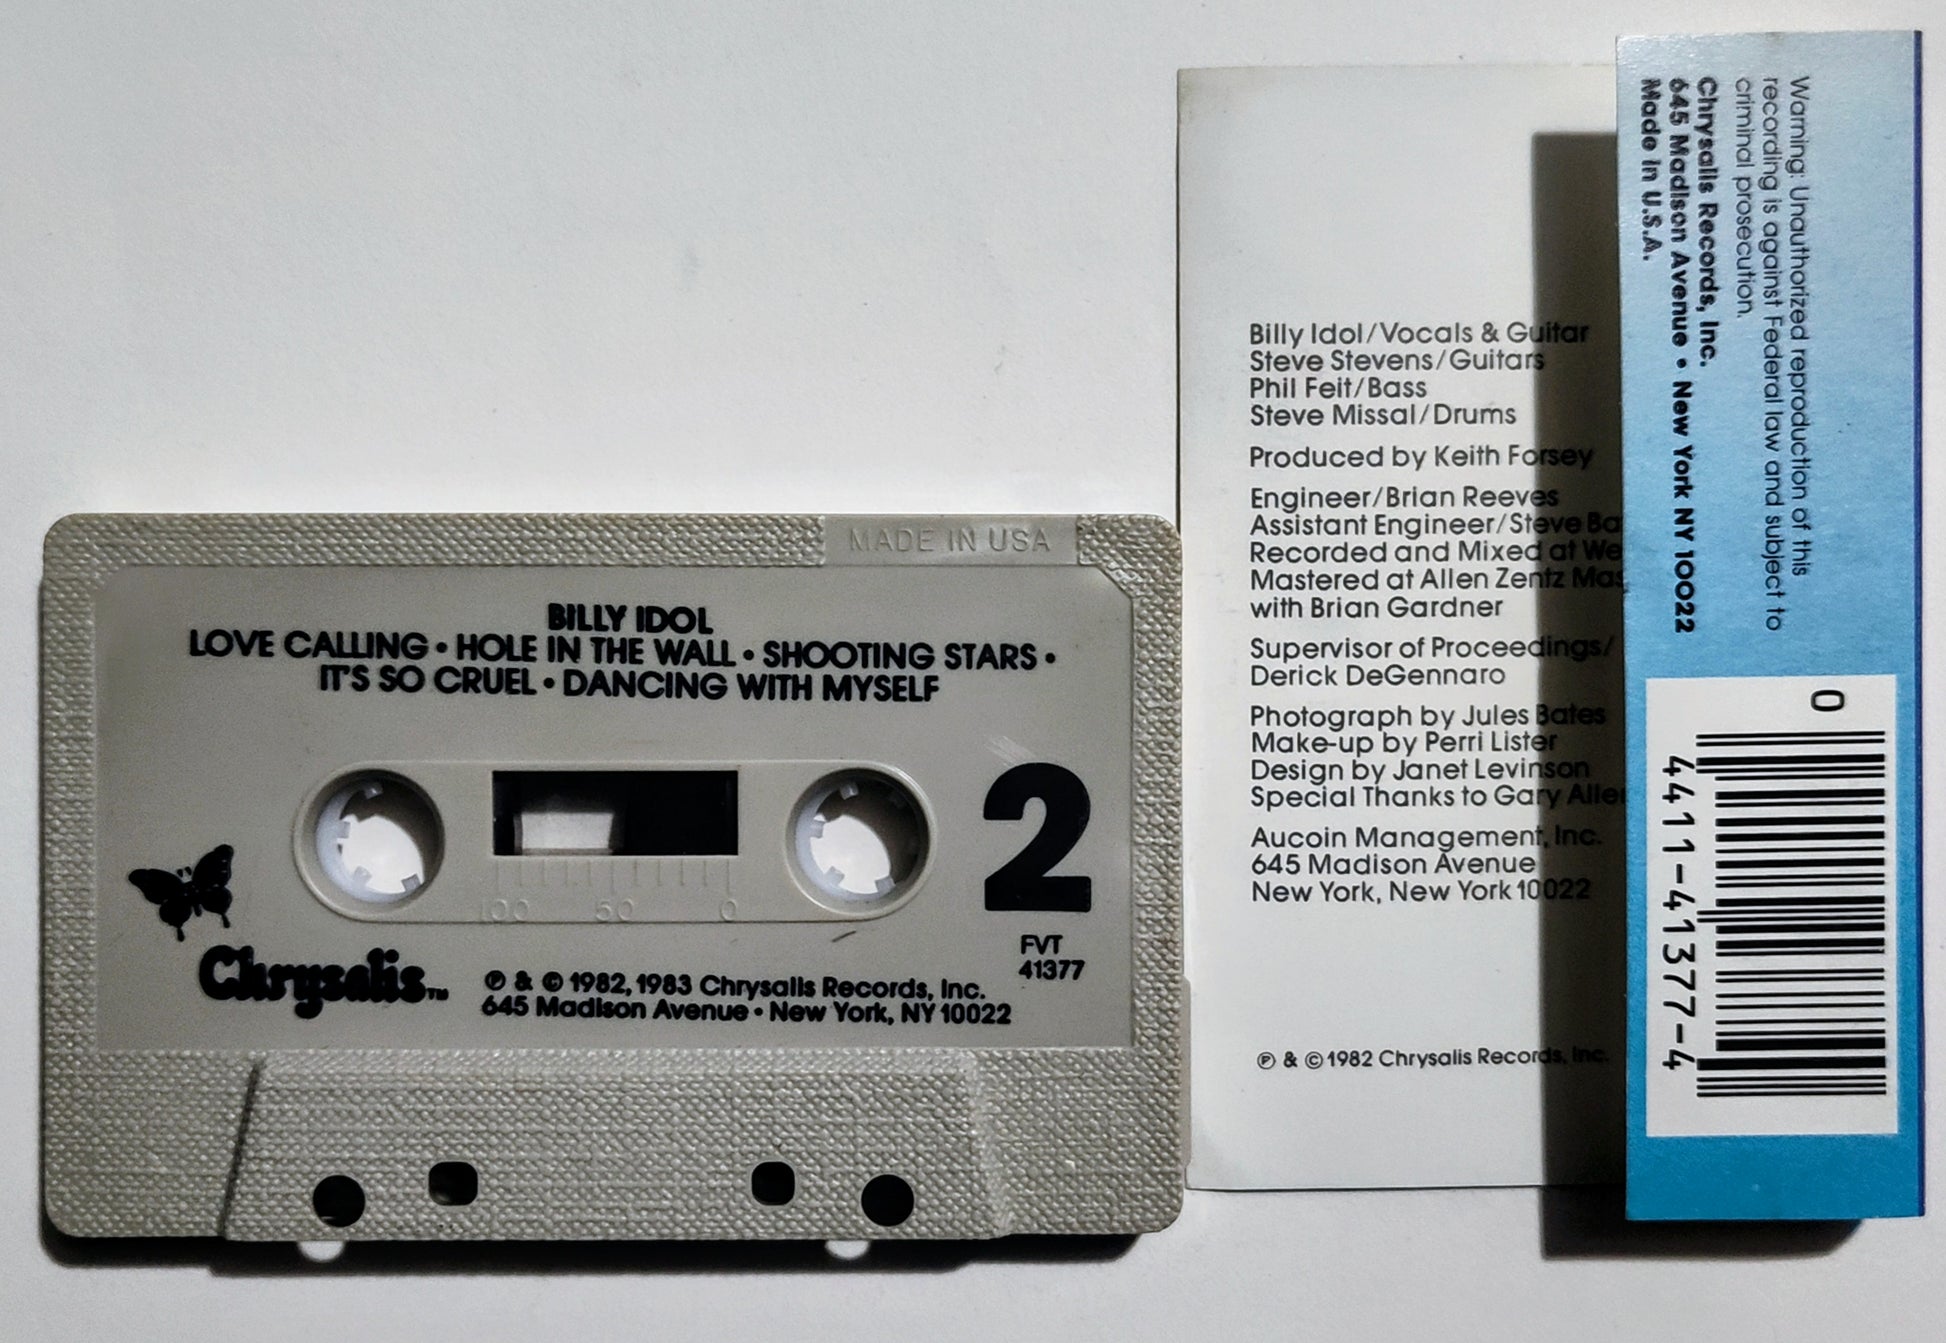 MADE IN USA
BILLY IDOL
LOVE CALLING • HOLE IN THE WALL • SHOOTING STARS •
IT'S SO CRUEL • DANCING WITH MYSELF
2
100 50 0
FVT
41377
Chrysalis™
℗ & © 1982, 1983 Chrysalis Records, Inc.
645 Madison Avenue • New York, NY 10022
Billy Idol/Vocals & Guitar
Steve Stevens/Guitars
Phil Feit/Bass
Steve Missal/Drums
Produced by Keith Forsey
Engineer/Brian Reeves
Assistant Engineer/Steve
Recorded and Mixed at
Mastered at Allen Zentz
with Brian Gardner
Supervisor of Proceedings/
Derick DeGennaro
Photograph by Jules Bates
Make-up by Perri Lister
Design by Janet Levinson
Special Thanks to Gary
Aucoin Management, Inc.
645 Madison Avenue
New York, New York 10022
℗ & © 1982 Chrysalis Records, Inc.
Warning: Unauthorized reproduction of this
recording is against Federal law and subject to
criminal prosecution.
Chrysalis Records, Inc.
645 Madison Avenue • New York NY 10022
Made in U.S.A.
0
4411-41377-4